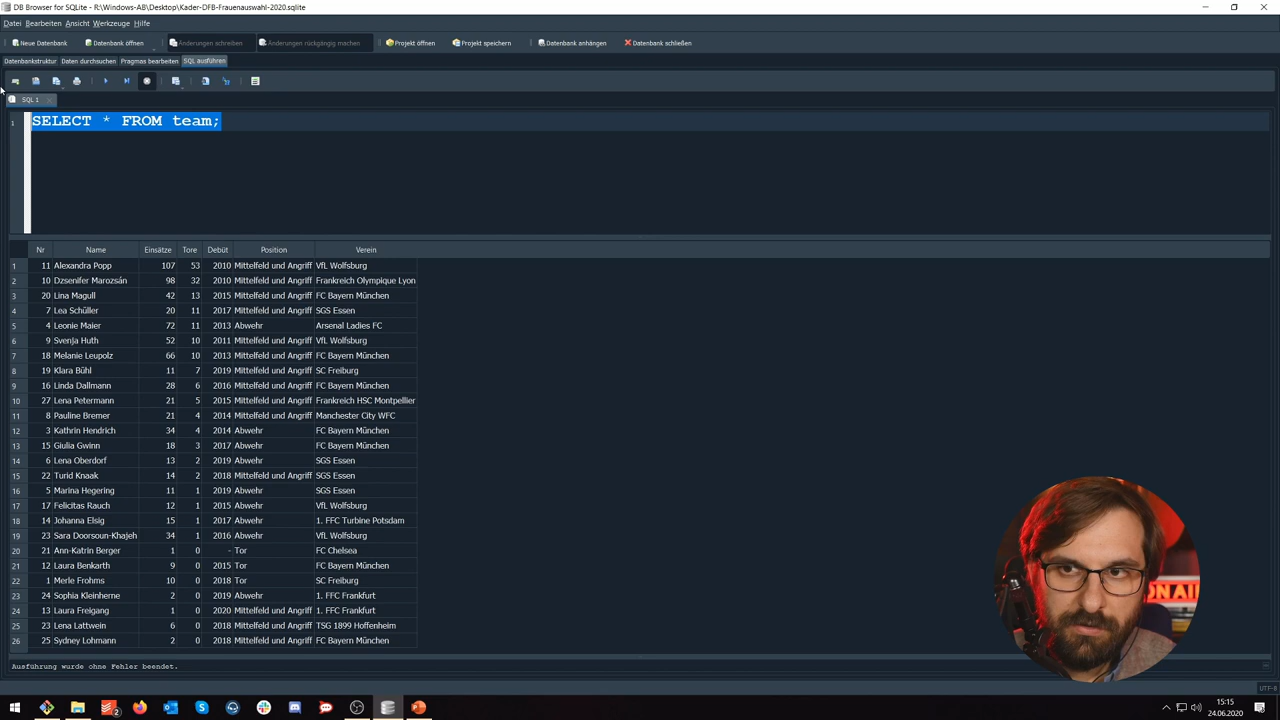 DB Browser for SQLite - R:\Windows-AB\Desktop\Kader-DFB-Frauenauswahl-2020.sqlite
Datei Bearbeiten Ansicht Werkzeuge Hilfe
Neue Datenbank Datenbank öffnen Änderungen schreiben Änderungen rückgängig machen Projekt öffnen Projekt speichern Datenbank anhängen Datenbank schließen
Datenbankstruktur Daten durchsuchen Pragmas bearbeiten SQL ausführen
SQL 1
1 SELECT * FROM team;
Nr Name Einsätze Tore Debüt Position Verein
1 11 Alexandra Popp 107 53 2010 Mittelfeld und Angriff VfL Wolfsburg
2 10 Dzsenifer Marozsán 98 32 2010 Mittelfeld und Angriff Frankreich Olympique Lyon
3 20 Lina Magull 42 13 2015 Mittelfeld und Angriff FC Bayern München
4 7 Lea Schüller 20 11 2017 Mittelfeld und Angriff SGS Essen
5 4 Leonie Maier 72 11 2013 Abwehr Arsenal Ladies FC
6 9 Svenja Huth 52 10 2011 Mittelfeld und Angriff VfL Wolfsburg
7 18 Melanie Leupolz 66 10 2013 Mittelfeld und Angriff FC Bayern München
8 19 Klara Bühl 11 7 2019 Mittelfeld und Angriff SC Freiburg
9 16 Linda Dallmann 28 6 2016 Mittelfeld und Angriff FC Bayern München
10 27 Lena Petermann 21 5 2015 Mittelfeld und Angriff Frankreich HSC Montpellier
11 8 Pauline Bremer 21 4 2014 Mittelfeld und Angriff Manchester City WFC
12 3 Kathrin Hendrich 34 4 2014 Abwehr FC Bayern München
13 15 Giulia Gwinn 18 3 2017 Abwehr FC Bayern München
14 6 Lena Oberdorf 13 2 2019 Abwehr SGS Essen
15 22 Turid Knaak 14 2 2018 Mittelfeld und Angriff SGS Essen
16 5 Marina Hegering 11 1 2019 Abwehr SGS Essen
17 17 Felicitas Rauch 12 1 2015 Abwehr VfL Wolfsburg
18 14 Johanna Elsig 15 1 2017 Abwehr 1. FFC Turbine Potsdam
19 23 Sara Doorsoun-Khajeh 34 1 2016 Abwehr VfL Wolfsburg
20 21 Ann-Katrin Berger 1 0 - Tor FC Chelsea
21 12 Laura Benkarth 9 0 2015 Tor FC Bayern München
22 1 Merle Frohms 10 0 2018 Tor SC Freiburg
23 24 Sophia Kleinherne 2 0 2019 Abwehr 1. FFC Frankfurt
24 13 Laura Freigang 1 0 2020 Mittelfeld und Angriff 1. FFC Frankfurt
25 23 Lena Lattwein 6 0 2018 Mittelfeld und Angriff TSG 1899 Hoffenheim
26 25 Sydney Lohmann 2 0 2018 Mittelfeld und Angriff FC Bayern München
ON AIR
Ausführung wurde ohne Fehler beendet.
UTF-8
2
15:15
24.06.2020